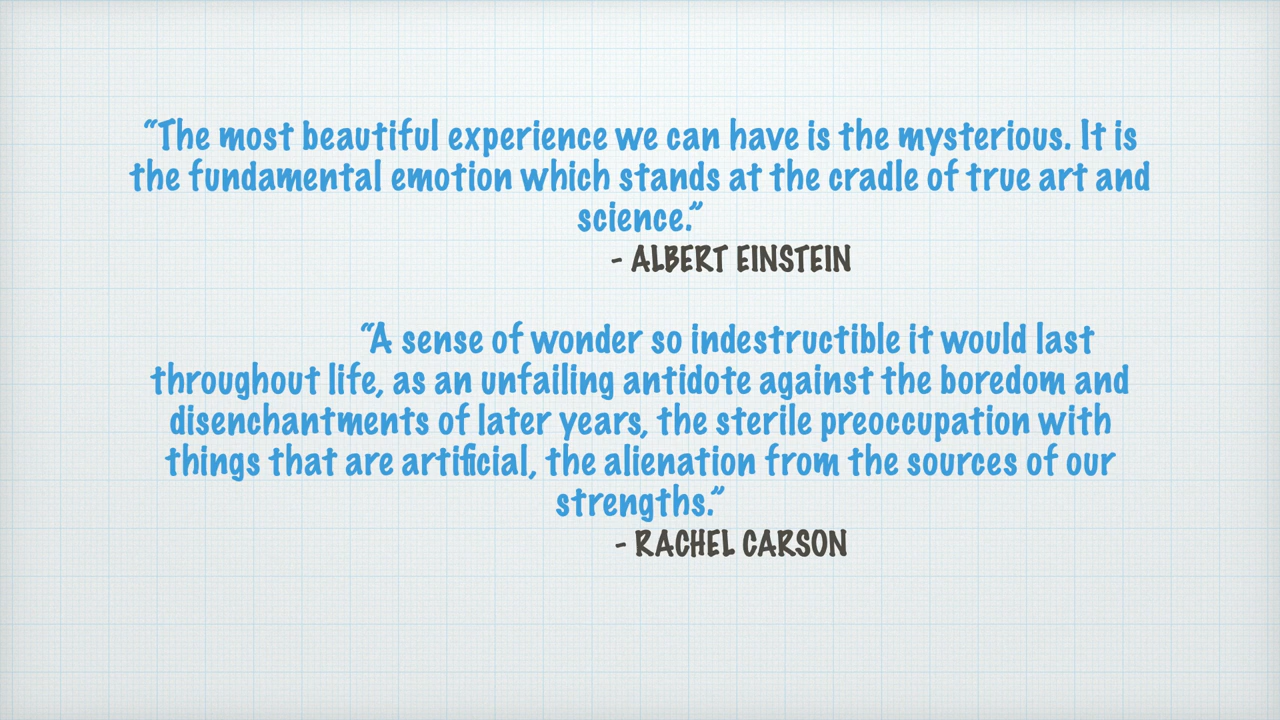 “The most beautiful experience we can have is the mysterious. It is
the fundamental emotion which stands at the cradle of true art and
science.”
- ALBERT EINSTEIN
“A sense of wonder so indestructible it would last
throughout life, as an unfailing antidote against the boredom and
disenchantments of later years, the sterile preoccupation with
things that are artificial, the alienation from the sources of our
strengths.”
- RACHEL CARSON